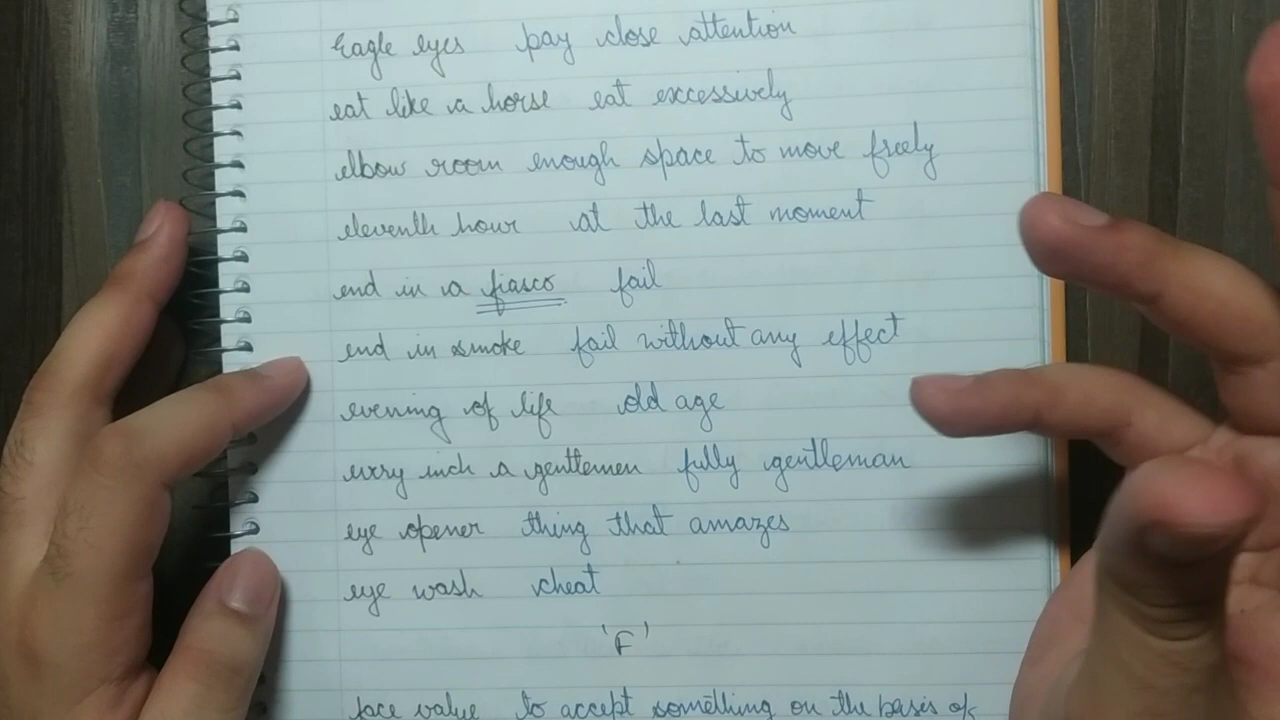 Eagle eyes pay close attention
eat like a horse eat excessively
elbow room enough space to move freely
eleventh hour at the last moment
end in a fiasco fail
end in smoke fail without any effect
evening of life old age
every inch a gentlemen fully gentleman
eye opener thing that amazes
eye wash cheat
'F'
face value to accept something on the basis of